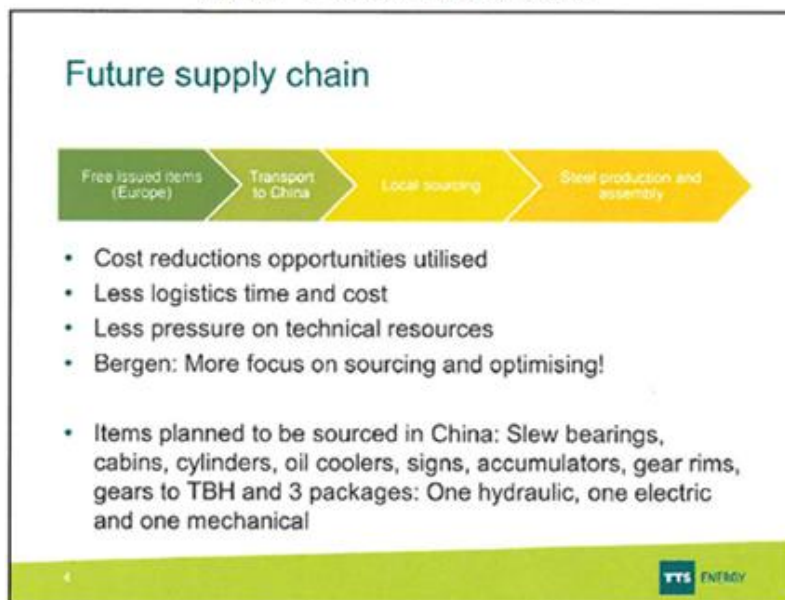 Future supply chain
Free issued items
(Europe)
Transport
to China
Local sourcing
Steel production and
assembly
• Cost reductions opportunities utilised
• Less logistics time and cost
• Less pressure on technical resources
• Bergen: More focus on sourcing and optimising!
• Items planned to be sourced in China: Slew bearings,
cabins, cylinders, oil coolers, signs, accumulators, gear rims,
gears to TBH and 3 packages: One hydraulic, one electric
and one mechanical
4
TTS ENERGY